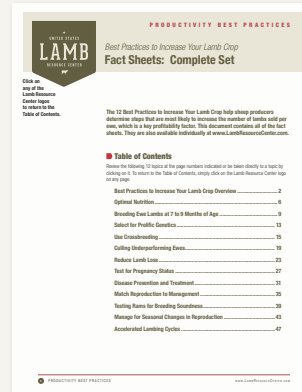 PRODUCTIVITY BEST PRACTICES
UNITED STATES
LAMB
RESOURCE CENTER
Best Practices to Increase Your Lamb Crop
Fact Sheets: Complete Set
Click on
any of the
Lamb Resource
Center logos
to return to the
Table of Contents.
The 12 Best Practices to Increase Your Lamb Crop help sheep producers
determine steps that are most likely to increase the number of lambs sold per
ewe, which is a key profitability factor. This document contains all of the fact
sheets. They are also available individually at www.LambResourceCenter.com.
Table of Contents
Review the following 12 topics at the page numbers indicated or be taken directly to a topic by
clicking on it. To return to the Table of Contents, simply click on the Lamb Resource Center logo
on any page.
Best Practices to Increase Your Lamb Crop Overview 2
Optimal Nutrition 6
Breeding Ewe Lambs at 7 to 9 Months of Age 9
Select for Prolific Genetics 13
Use Crossbreeding 15
Culling Underperforming Ewes 19
Reduce Lamb Loss 23
Test for Pregnancy Status 27
Disease Prevention and Treatment 31
Match Reproduction to Management 35
Testing Rams for Breeding Soundness 39
Manage for Seasonal Changes in Reproduction 43
Accelerated Lambing Cycles 47
PRODUCTIVITY BEST PRACTICES
www.LambResourceCenter.com